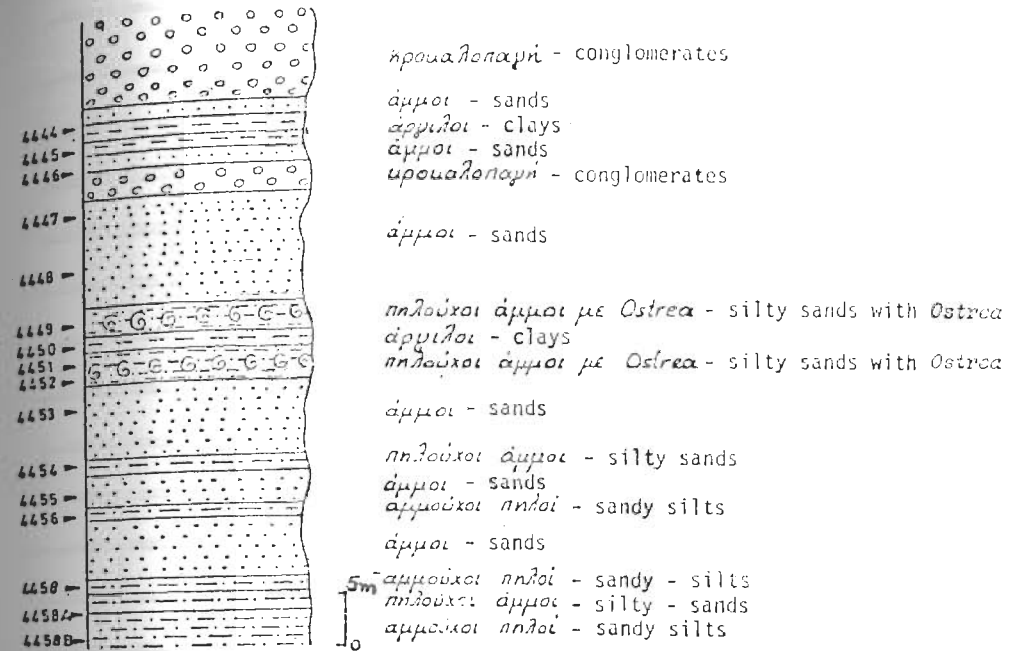 κροκαλοπαγή - conglomerates
άμμοι - sands
4444
άργιλοι - clays
4445
άμμοι - sands
4446
κροκαλοπαγή - conglomerates
4447
άμμοι - sands
4448
πηλούχοι άμμοι με Ostrea - silty sands with Ostrea
4449
άργιλοι - clays
4450
4451
πηλούχοι άμμοι με Ostrea - silty sands with Ostrea
4452
4453
άμμοι - sands
πηλούχοι άμμοι - silty sands
4454
άμμοι - sands
4455
αμμούχοι πηλοί - sandy silts
4456
άμμοι - sands
4458
5m
αμμούχοι πηλοί - sandy - silts
πηλούχοι άμμοι - silty - sands
4458A
αμμούχοι πηλοί - sandy silts
4458B
0